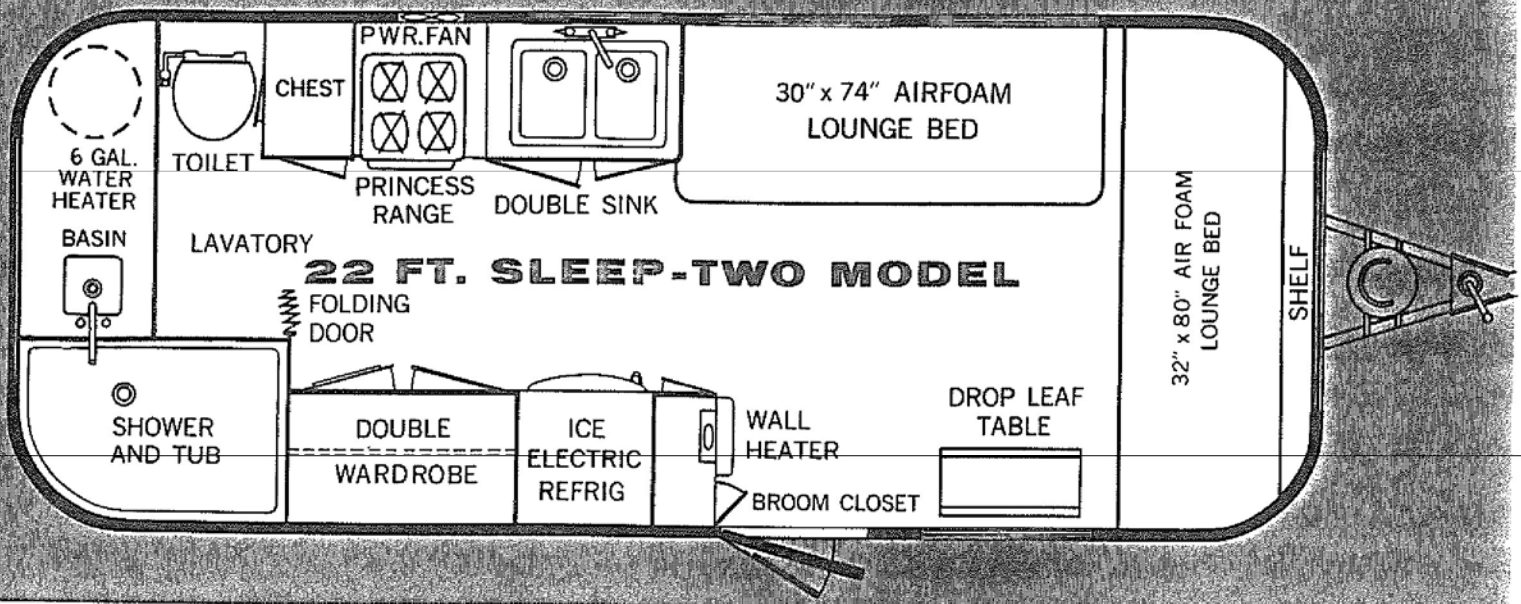 PWR.FAN
CHEST
30" x 74" AIRFOAM
LOUNGE BED
6 GAL.
WATER
HEATER
TOILET
PRINCESS
RANGE
DOUBLE SINK
BASIN
LAVATORY
22 FT. SLEEP-TWO MODEL
FOLDING
DOOR
32" x 80" AIR FOAM
LOUNGE BED
SHELF
SHOWER
AND TUB
DOUBLE
WARDROBE
ICE
ELECTRIC
REFRIG
WALL
HEATER
BROOM CLOSET
DROP LEAF
TABLE